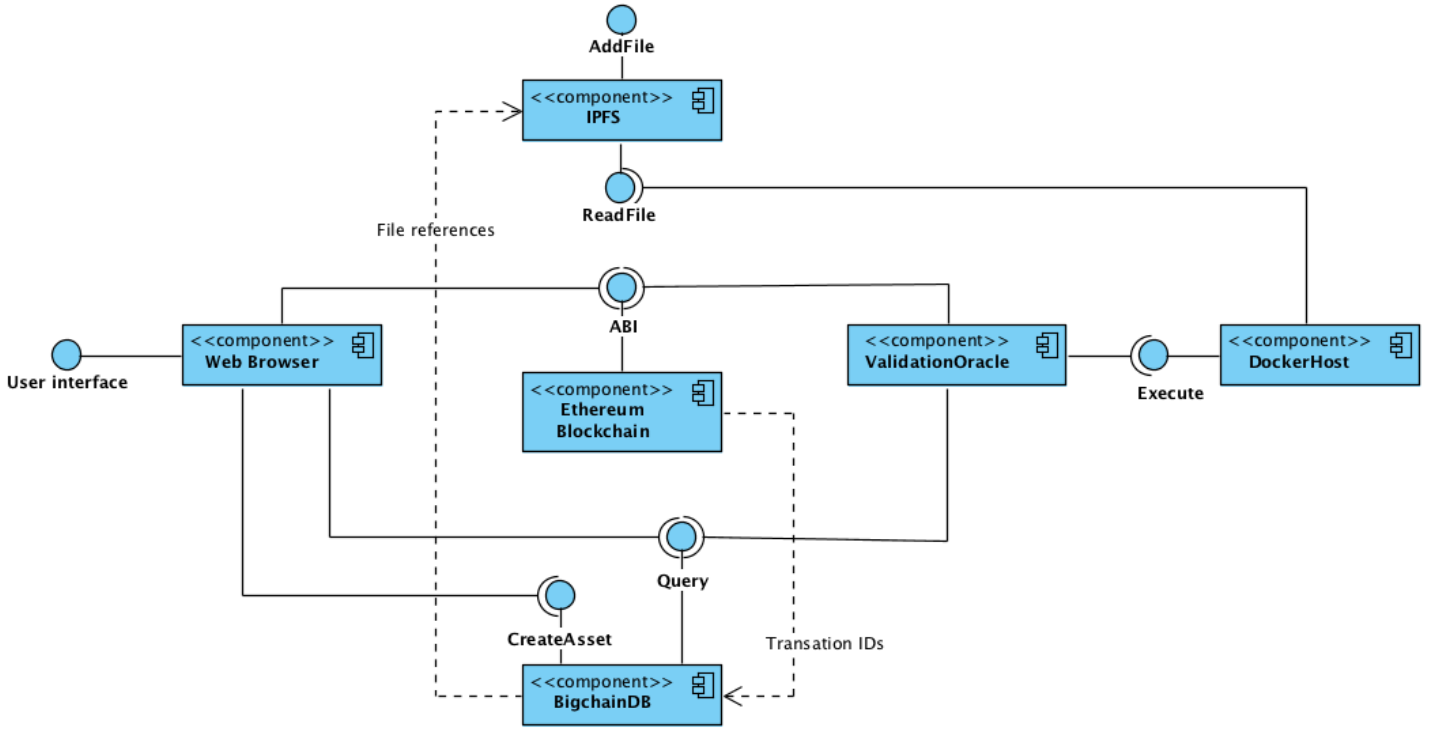 AddFile
<<component>>
IPFS
ReadFile
File references
ABI
<<component>>
Web Browser
User interface
<<component>>
ValidationOracle
<<component>>
DockerHost
Execute
<<component>>
Ethereum
Blockchain
Query
CreateAsset
Transation IDs
<<component>>
BigchainDB